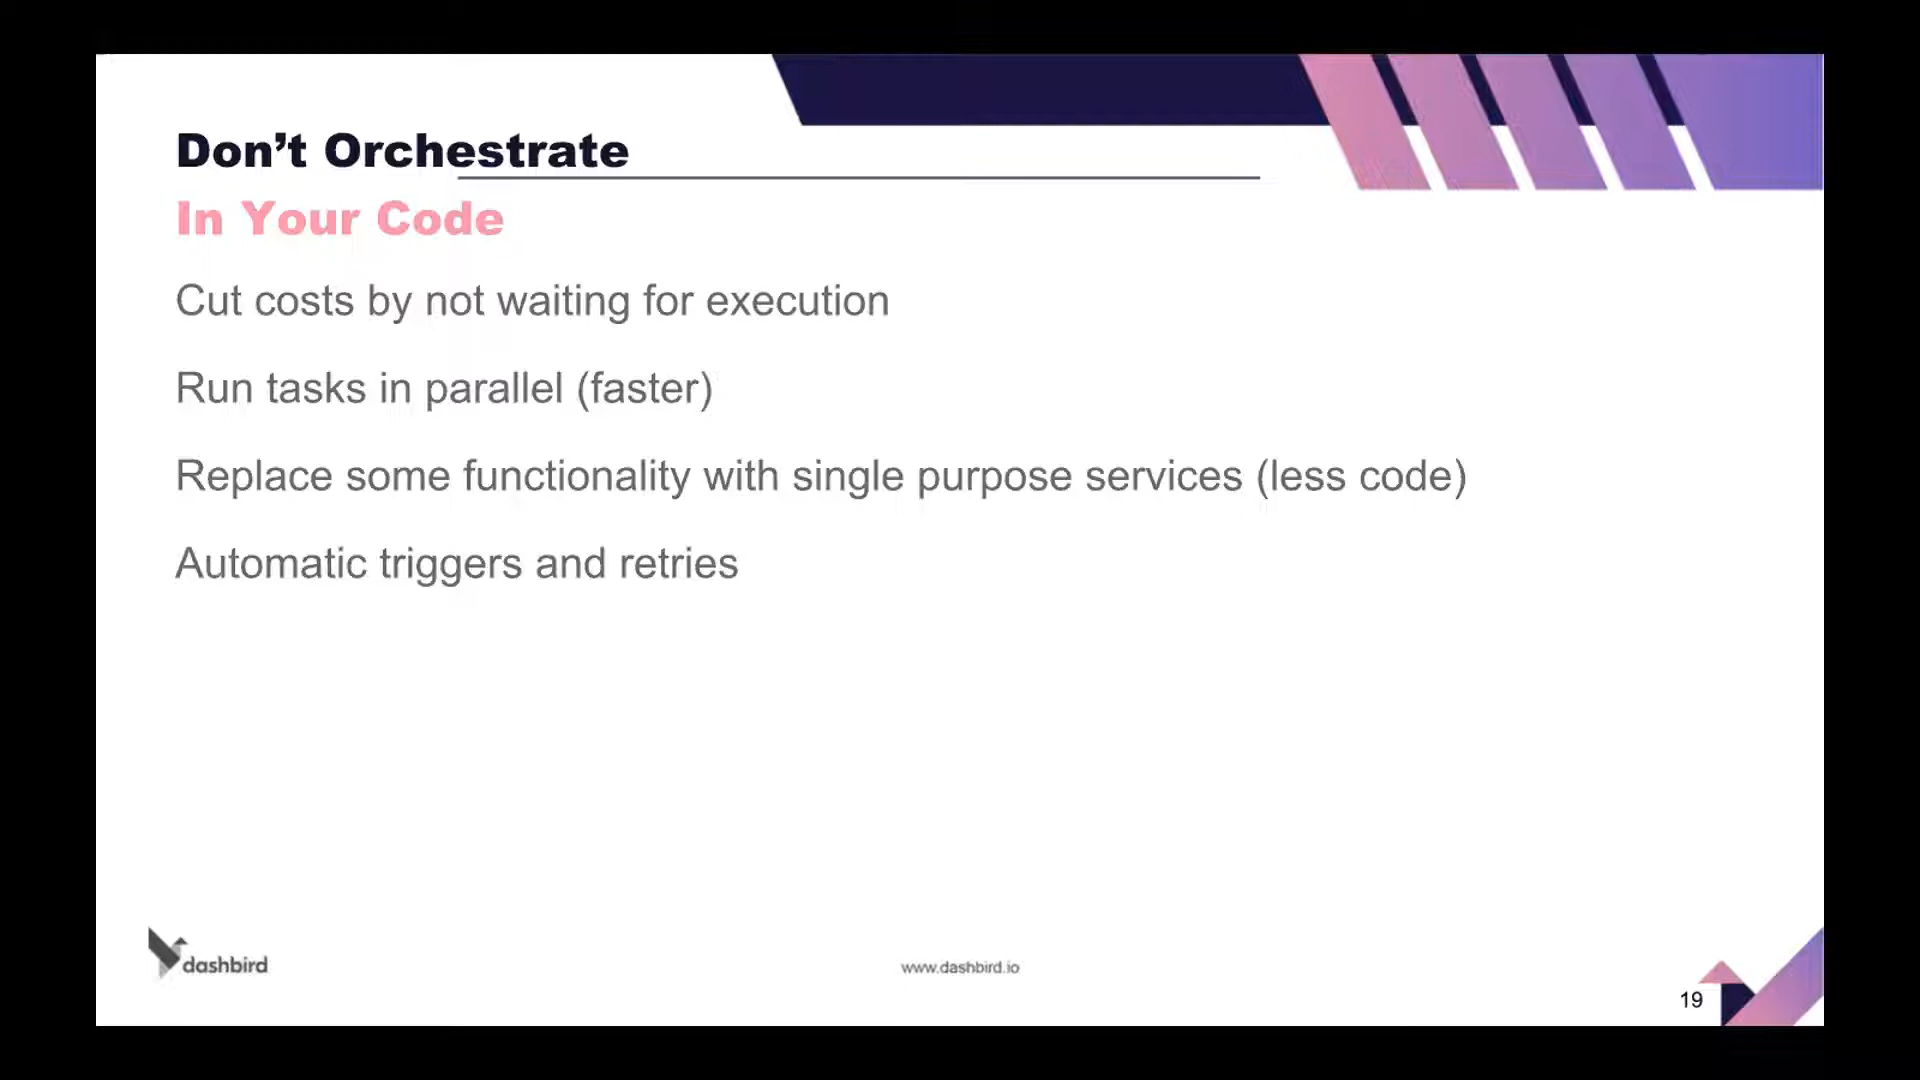 Don’t Orchestrate
In Your Code
Cut costs by not waiting for execution
Run tasks in parallel (faster)
Replace some functionality with single purpose services (less code)
Automatic triggers and retries
dashbird
www.dashbird.io
19